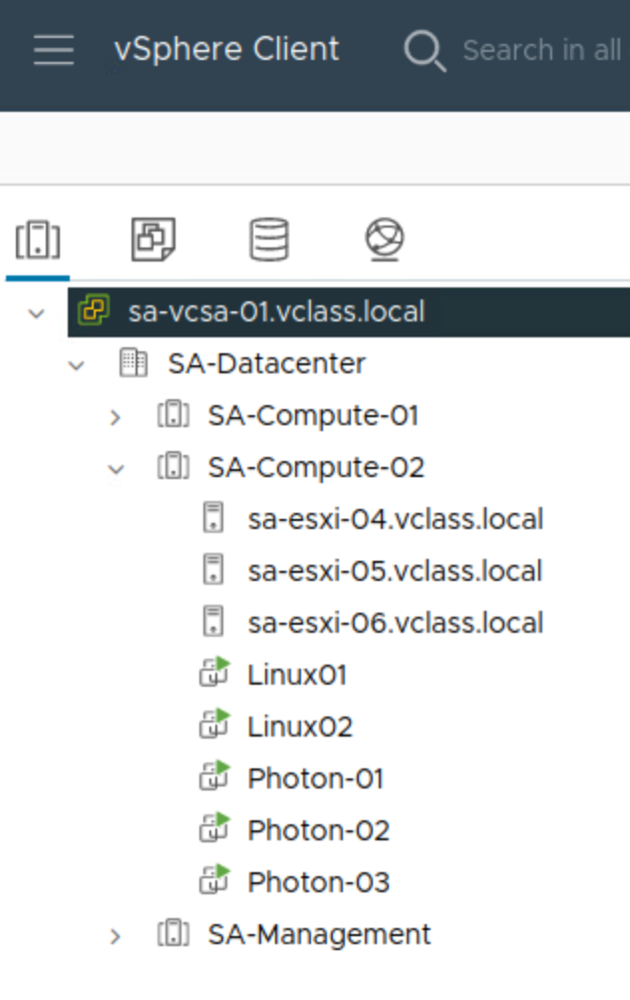 vSphere Client Search in all
sa-vcsa-01.vclass.local
SA-Datacenter
SA-Compute-01
SA-Compute-02
sa-esxi-04.vclass.local
sa-esxi-05.vclass.local
sa-esxi-06.vclass.local
Linux01
Linux02
Photon-01
Photon-02
Photon-03
SA-Management